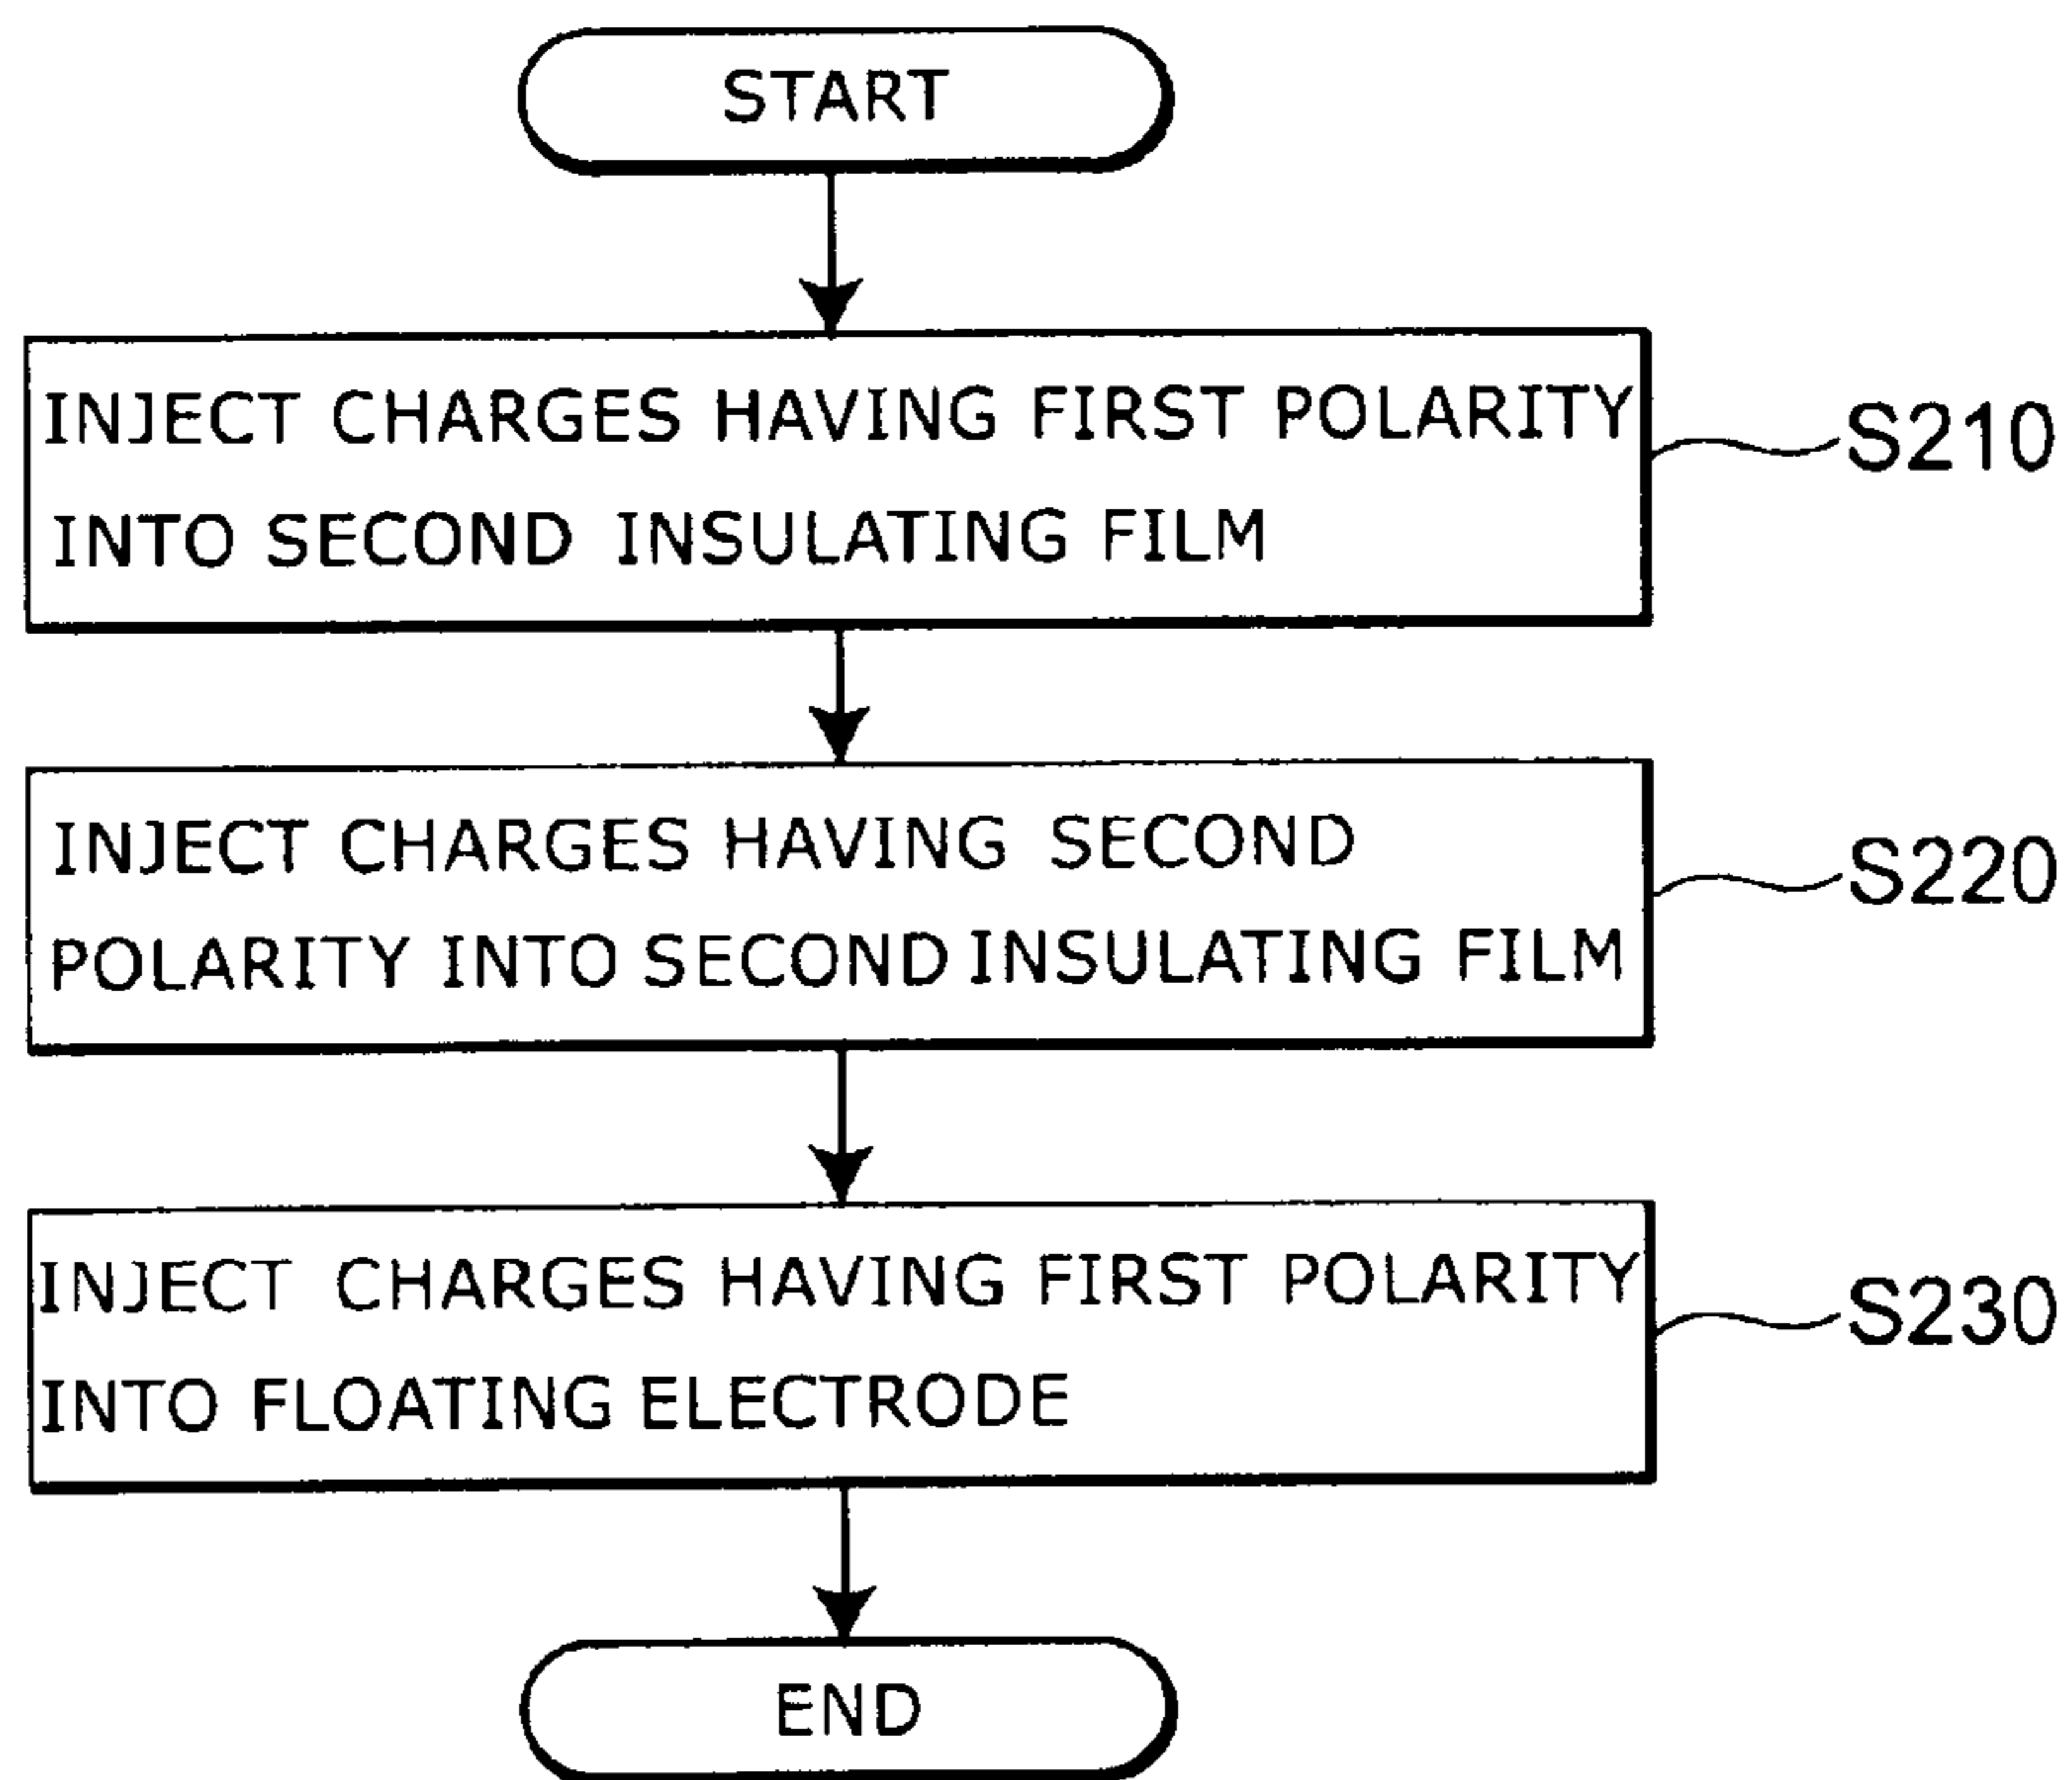 START
INJECT CHARGES HAVING FIRST POLARITY
INTO SECOND INSULATING FILM
S210
INJECT CHARGES HAVING SECOND
POLARITY INTO SECOND INSULATING FILM
S220
INJECT CHARGES HAVING FIRST POLARITY
INTO FLOATING ELECTRODE
S230
END